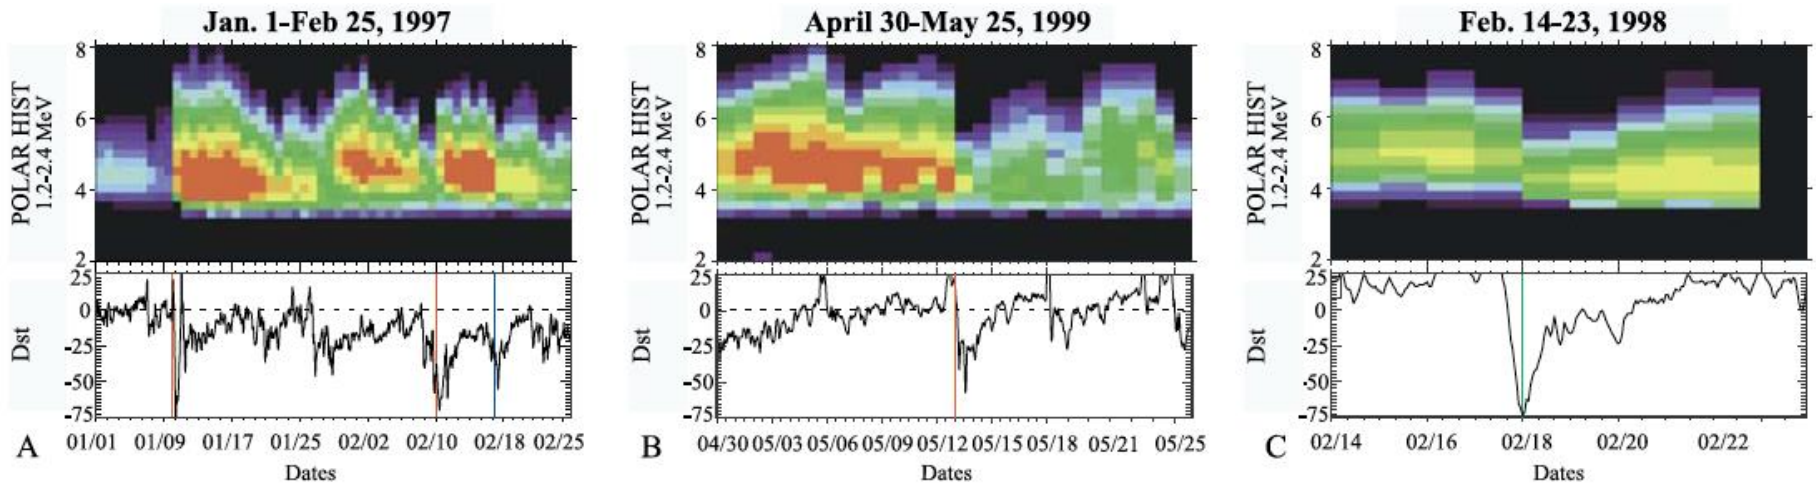 Jan. 1-Feb 25, 1997
POLAR HIST
1.2-2.4 MeV
8
6
4
2
Dst
25
0
-25
-50
-75
01/01 01/09 01/17 01/25 02/02 02/10 02/18 02/25
A
Dates
April 30-May 25, 1999
POLAR HIST
1.2-2.4 MeV
8
6
4
2
Dst
25
0
-25
-50
-75
04/30 05/03 05/06 05/09 05/12 05/15 05/18 05/21 05/25
B
Dates
Feb. 14-23, 1998
POLAR HIST
1.2-2.4 MeV
8
6
4
2
Dst
25
0
-25
-50
-75
02/14 02/16 02/18 02/20 02/22
C
Dates